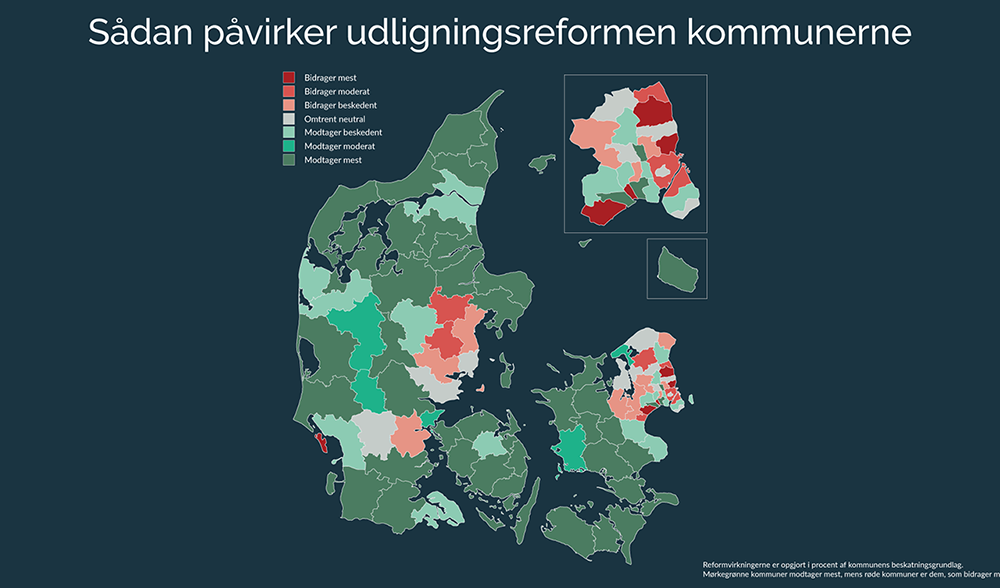 Sådan påvirker udligningsreformen kommunerne
Bidrager mest
Bidrager moderat
Bidrager beskedent
Omtrent neutral
Modtager beskedent
Modtager moderat
Modtager mest
Reformvirkningerne er opgjort i procent af kommunens beskatningsgrundlag.
Mørkegrønne kommuner modtager mest, mens røde kommuner er dem, som bidrager m